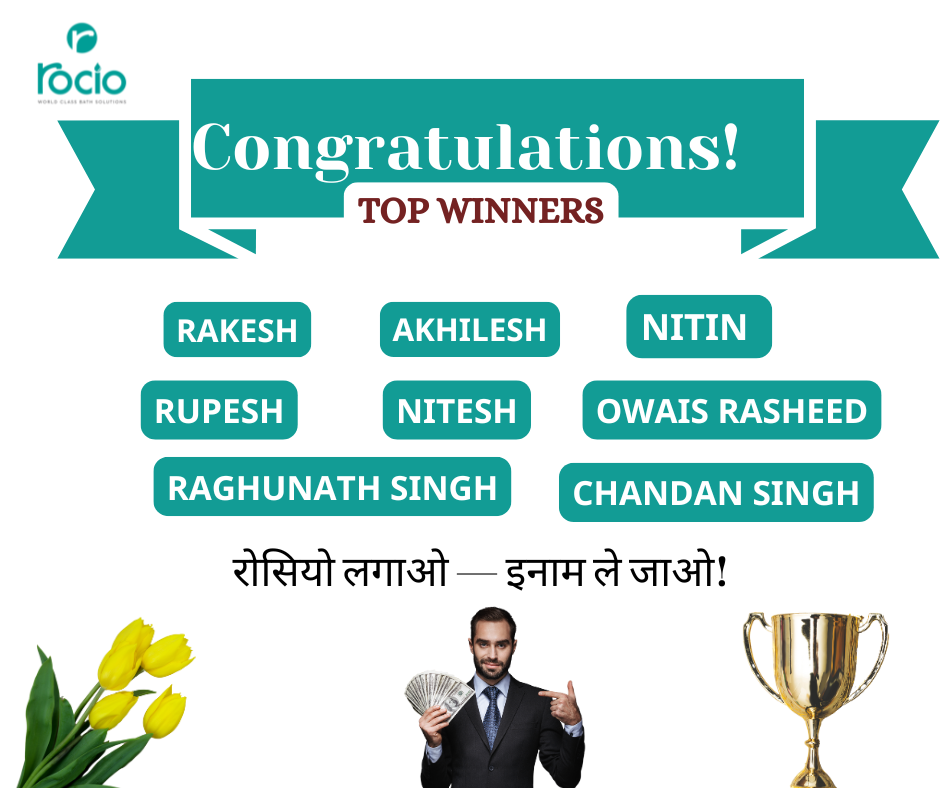 rocio
WORLD CLASS BATH SOLUTIONS
Congratulations!
TOP WINNERS
RAKESH AKHILESH NITIN
RUPESH NITESH OWAIS RASHEED
RAGHUNATH SINGH CHANDAN SINGH
रोसियो लगाओ — इनाम ले जाओ!